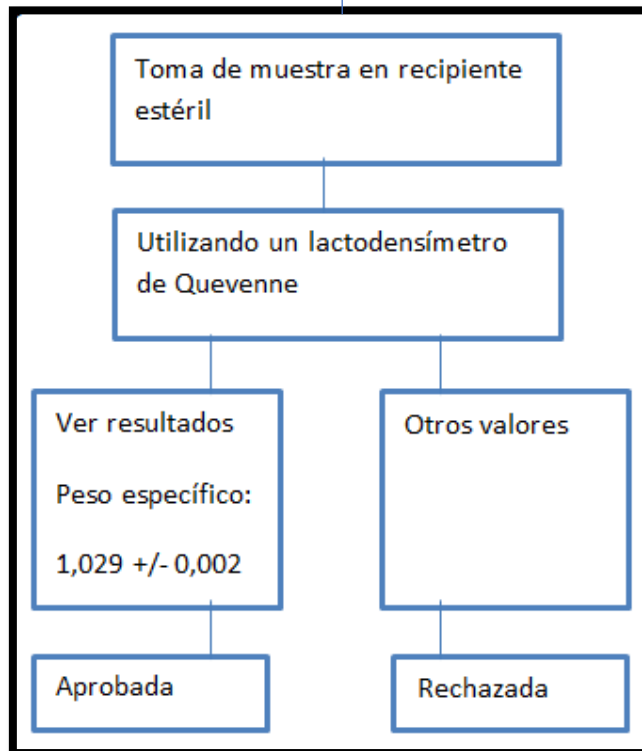 Toma de muestra en recipiente
estéril
Utilizando un lactodensímetro
de Quevenne
Ver resultados
Peso específico:
1,029 +/- 0,002
Otros valores
Aprobada
Rechazada